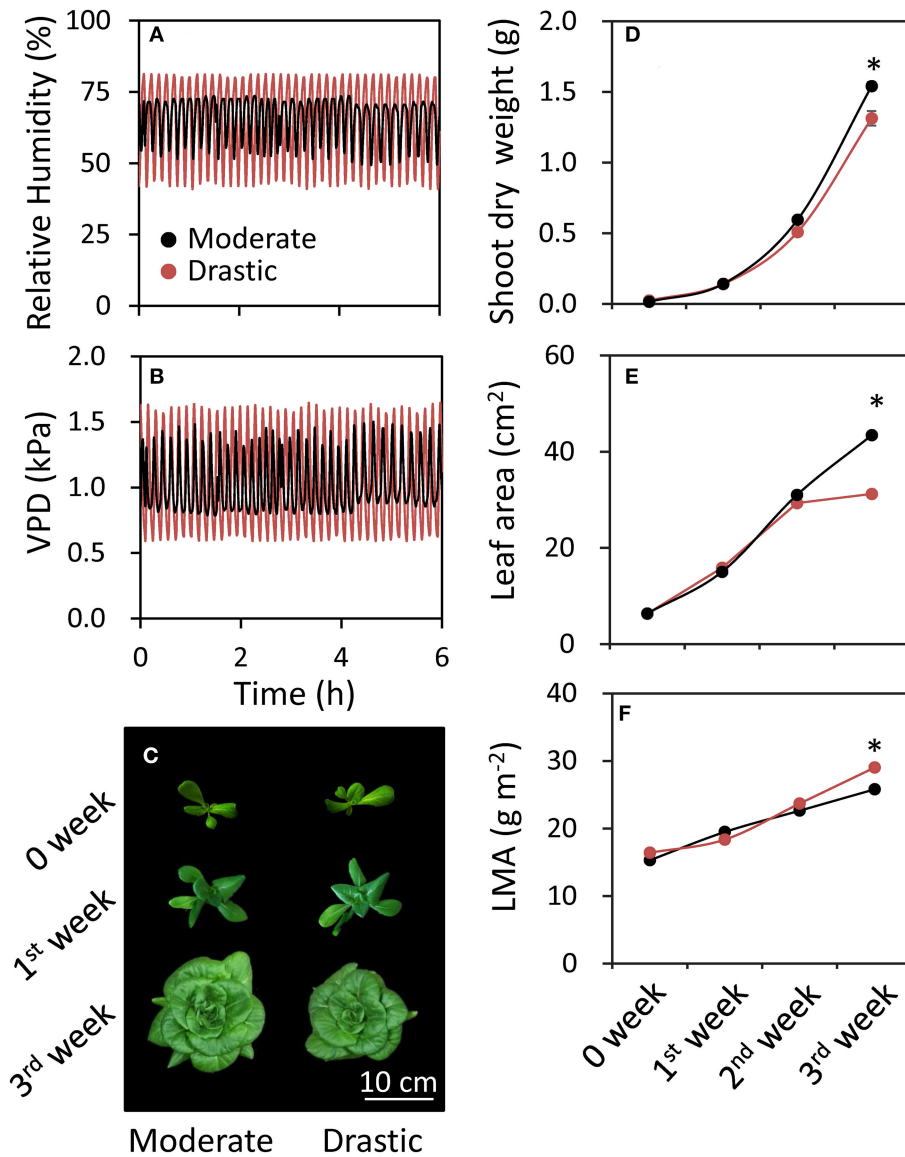 A
Relative Humidity (%)
100
75
50
25
0
Moderate
Drastic
B
VPD (kPa)
2.0
1.5
1.0
0.5
0.0
0 2 4 6
Time (h)
C
0 week
1st week
3rd week
10 cm
Moderate Drastic
D
Shoot dry weight (g)
2.0
1.5
1.0
0.5
0.0
*
E
Leaf area (cm2)
60
40
20
0
*
F
LMA (g m-2)
40
30
20
10
0
*
0 week
1st week
2nd week
3rd week